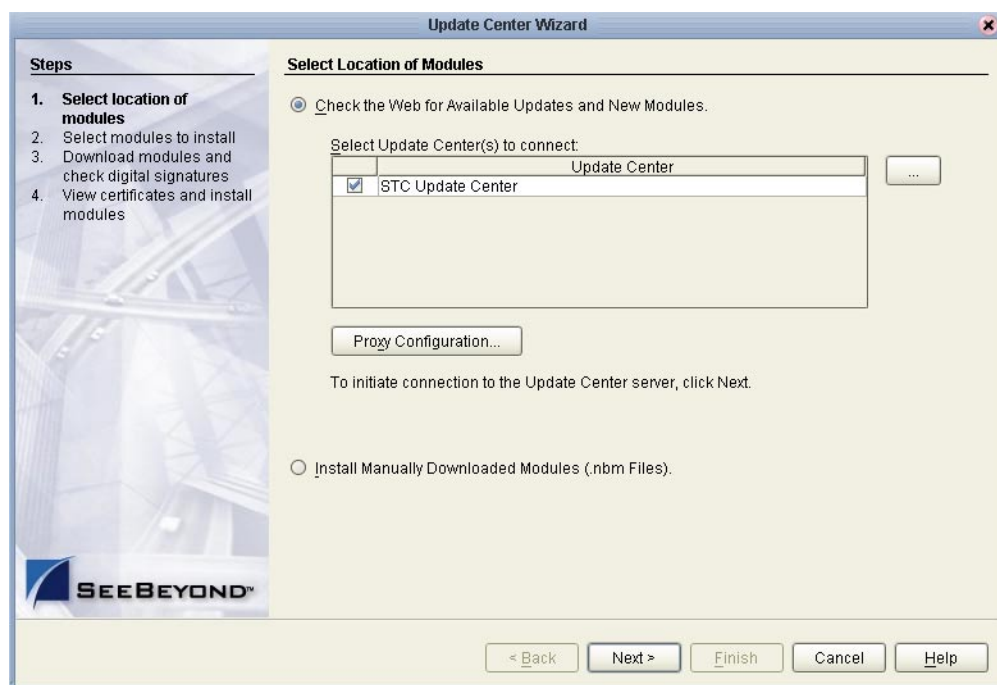 Update Center Wizard
Steps
1. Select location of
modules
2. Select modules to install
3. Download modules and
check digital signatures
4. View certificates and install
modules
SEEBEYOND™
Select Location of Modules
Check the Web for Available Updates and New Modules.
Select Update Center(s) to connect:
Update Center
STC Update Center
...
Proxy Configuration...
To initiate connection to the Update Center server, click Next.
Install Manually Downloaded Modules (.nbm Files).
< Back
Next >
Finish
Cancel
Help